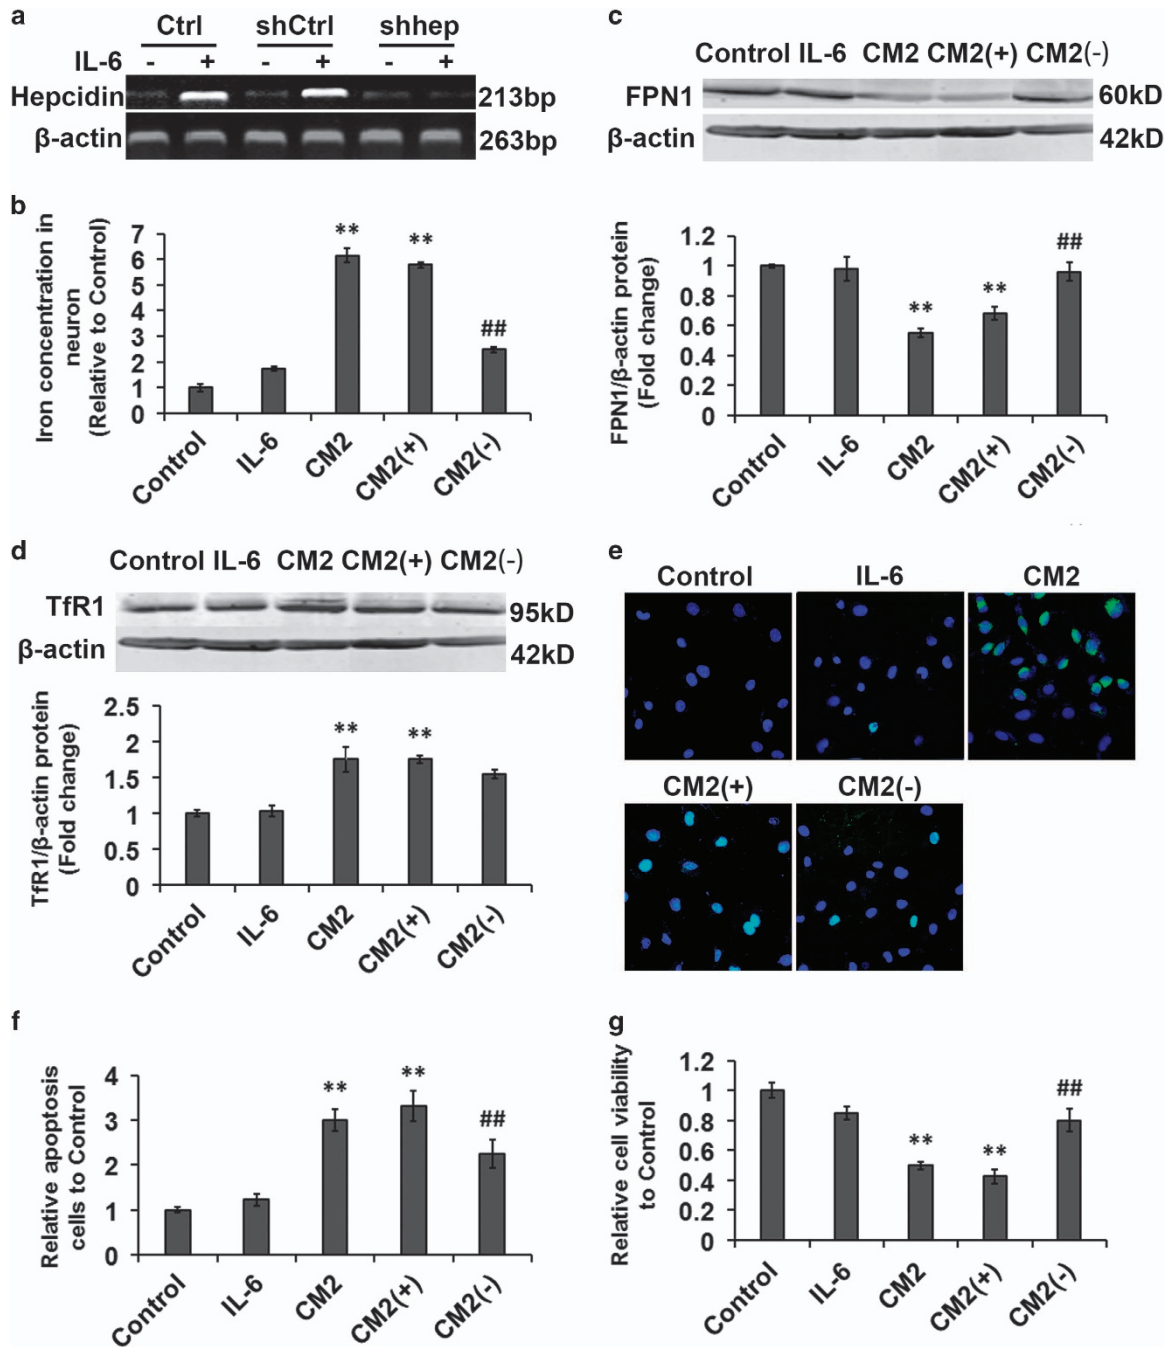 a
Ctrl shCtrl shhep
IL-6 - + - + - +
Hepcidin 213bp
β-actin 263bp
b
Iron concentration in
neuron
(Relative to Control)
7
6
5
4
3
2
1
0
** ** ##
Control IL-6 CM2 CM2(+) CM2(-)
c
Control IL-6 CM2 CM2(+) CM2(-)
FPN1 60kD
β-actin 42kD
FPN1/β-actin protein
(Fold change)
1.2
1
0.8
0.6
0.4
0.2
0
** ** ##
Control IL-6 CM2 CM2(+) CM2(-)
d
Control IL-6 CM2 CM2(+) CM2(-)
TfR1 95kD
β-actin 42kD
TfR1/β-actin protein
(Fold change)
2.5
2
1.5
1
0.5
0
** **
Control IL-6 CM2 CM2(+) CM2(-)
e
Control IL-6 CM2
CM2(+) CM2(-)
f
Relative apoptosis
cells to Control
4
3
2
1
0
** ** ##
Control IL-6 CM2 CM2(+) CM2(-)
g
Relative cell viability
to Control
1.2
1
0.8
0.6
0.4
0.2
0
** ** ##
Control IL-6 CM2 CM2(+) CM2(-)